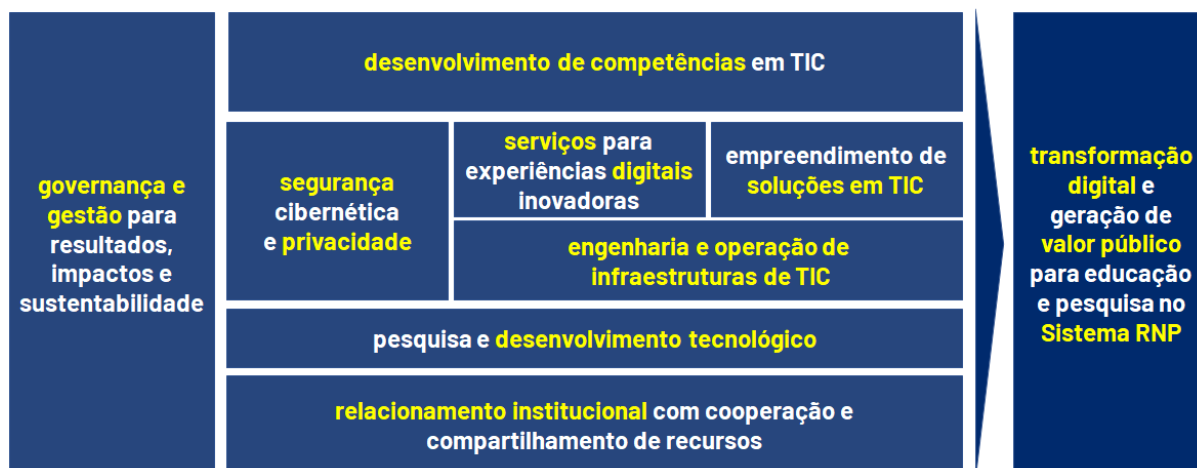 governança e
gestão para
resultados,
impactos e
sustentabilidade
desenvolvimento de competências em TIC
segurança
cibernética
e privacidade
serviços para
experiências digitais
inovadoras
empreendimento de
soluções em TIC
engenharia e operação de
infraestruturas de TIC
pesquisa e desenvolvimento tecnológico
relacionamento institucional com cooperação e
compartilhamento de recursos
transformação
digital e
geração de
valor público
para educação
e pesquisa no
Sistema RNP